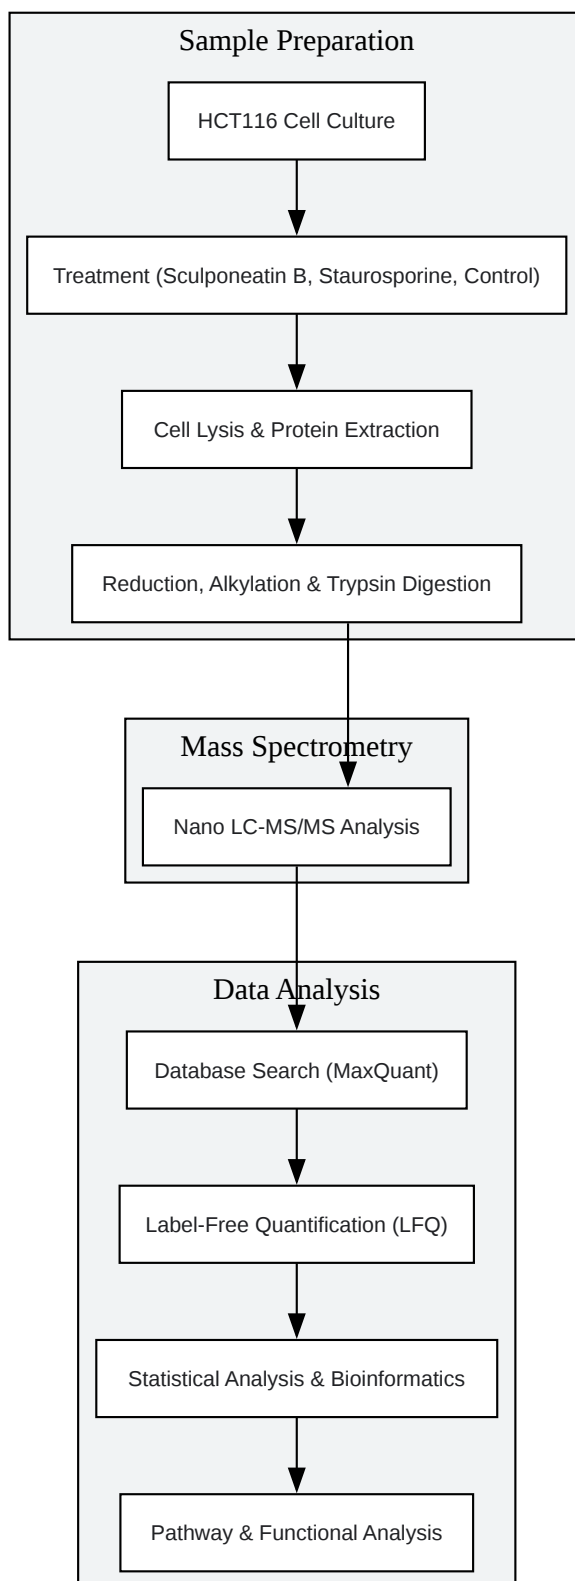 Sample Preparation
HCT116 Cell Culture
Treatment (Sculponeatin B, Staurosporine, Control)
Cell Lysis & Protein Extraction
Reduction, Alkylation & Trypsin Digestion
Mass Spectrometry
Nano LC-MS/MS Analysis
Data Analysis
Database Search (MaxQuant)
Label-Free Quantification (LFQ)
Statistical Analysis & Bioinformatics
Pathway & Functional Analysis